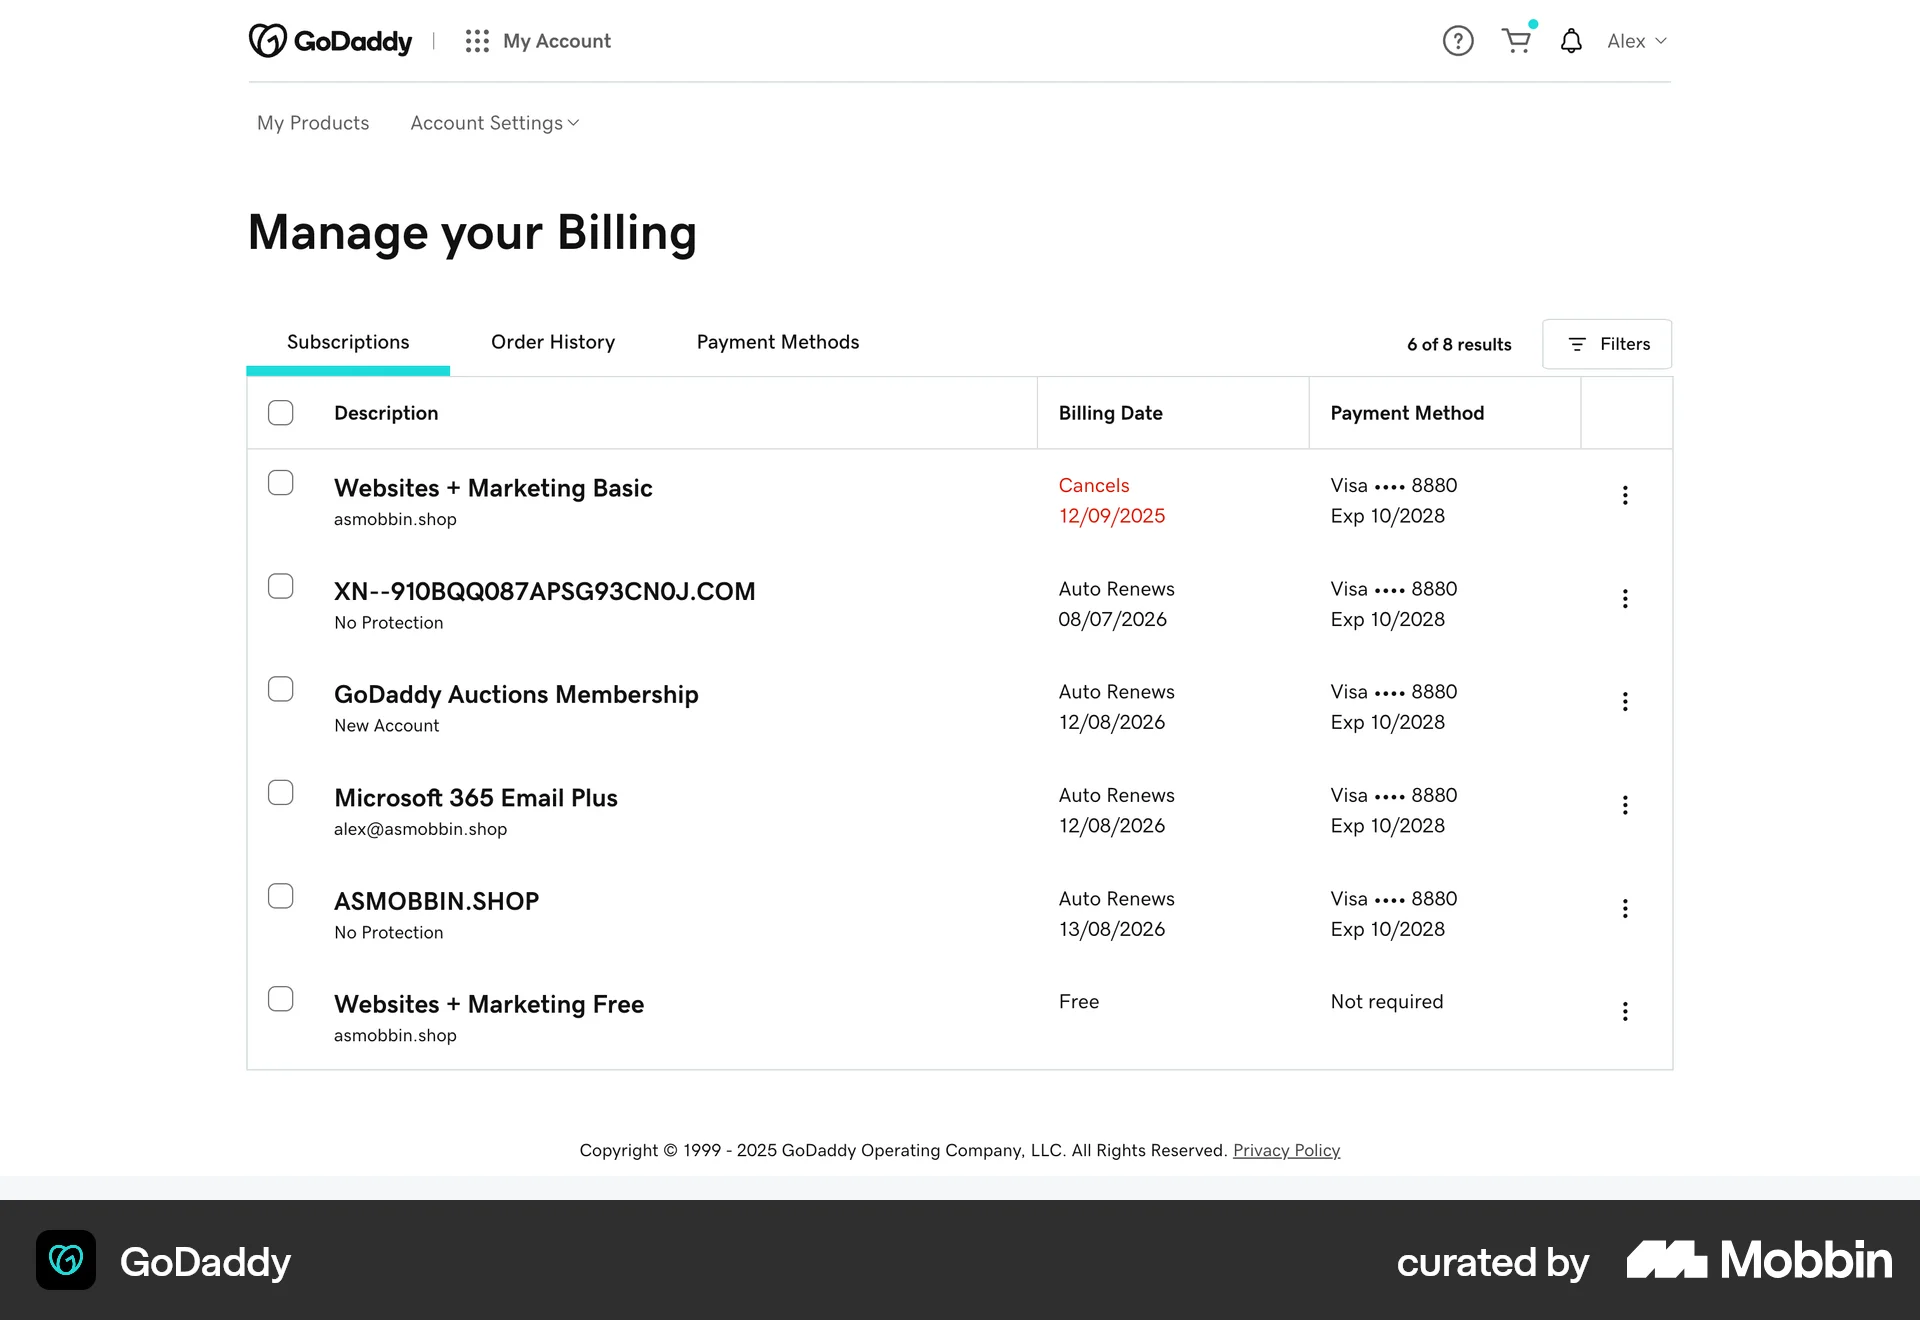 GoDaddy
My Account
Alex
My Products
Account Settings
Manage your Billing
Subscriptions
Order History
Payment Methods
6 of 8 results
Filters
Description
Billing Date
Payment Method
Websites + Marketing Basic
asmobbin.shop
Cancels
12/09/2025
Visa •••• 8880
Exp 10/2028
XN--910BQQ087APSG93CN0J.COM
No Protection
Auto Renews
08/07/2026
Visa •••• 8880
Exp 10/2028
GoDaddy Auctions Membership
New Account
Auto Renews
12/08/2026
Visa •••• 8880
Exp 10/2028
Microsoft 365 Email Plus
alex@asmobbin.shop
Auto Renews
12/08/2026
Visa •••• 8880
Exp 10/2028
ASMOBBIN.SHOP
No Protection
Auto Renews
13/08/2026
Visa •••• 8880
Exp 10/2028
Websites + Marketing Free
asmobbin.shop
Free
Not required
Copyright © 1999 - 2025 GoDaddy Operating Company, LLC. All Rights Reserved. Privacy Policy
GoDaddy
curated by
Mobbin